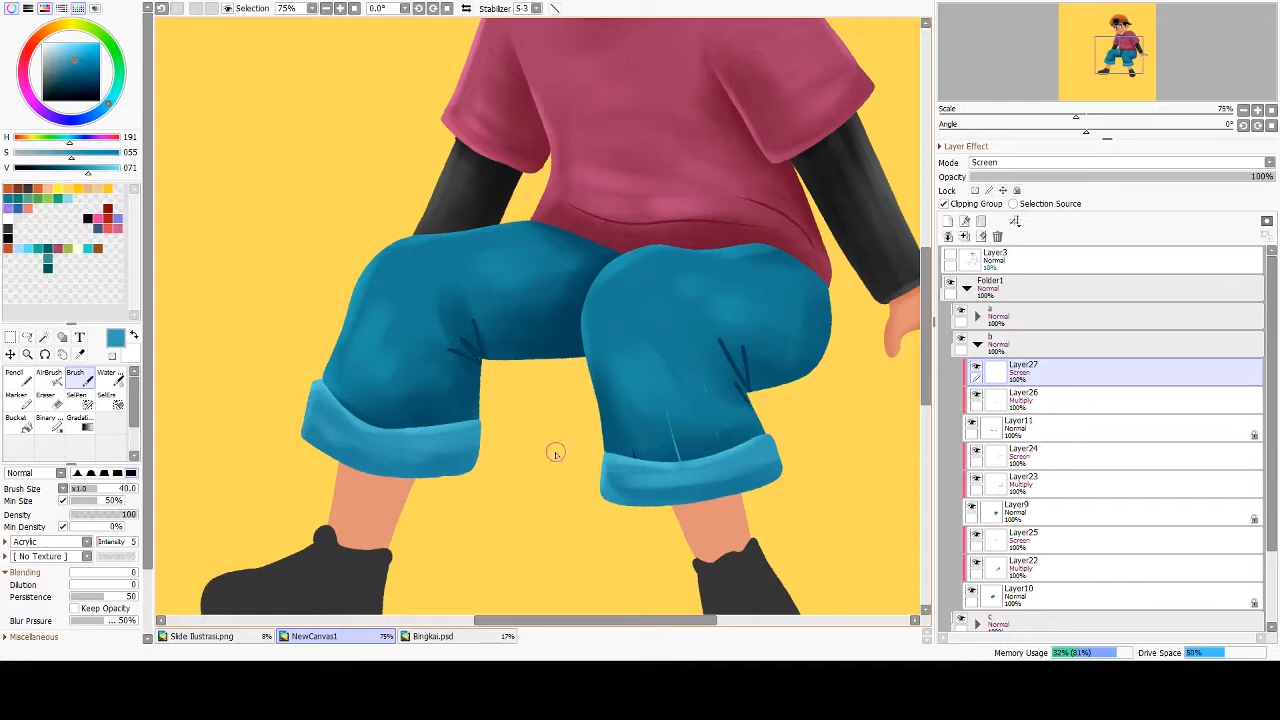 Selection 75% 0.0° Stabilizer S-3
H 191
S 055
V 071
T
Pencil AirBrush Brush Water ...
Marker Eraser SelPen SelErs
Bucket Binary ... Gradati...
Normal
Brush Size x1.0 40.0
Min Size 50%
Density 100
Min Density 0%
Acrylic Intensity 5
[ No Texture ]
Blending 0
Dilution 0
Persistence 50
Keep Opacity
Blur Prssure ... 50%
Miscellaneous
Slide Ilustrasi.png 8% NewCanvas1 75% Bingkai.psd 17%
Scale 75%
Angle 0°
Layer Effect
Mode Screen
Opacity 100%
Lock
Clipping Group Selection Source
Layer3
Normal
10%
Folder1
Normal
100%
a
Normal
100%
b
Normal
100%
Layer27
Screen
100%
Layer26
Multiply
100%
Layer11
Normal
100%
Layer24
Screen
100%
Layer23
Multiply
100%
Layer9
Normal
100%
Layer25
Screen
100%
Layer22
Multiply
100%
Layer10
Normal
100%
c
Normal
Memory Usage 32% (81%) Drive Space 50%